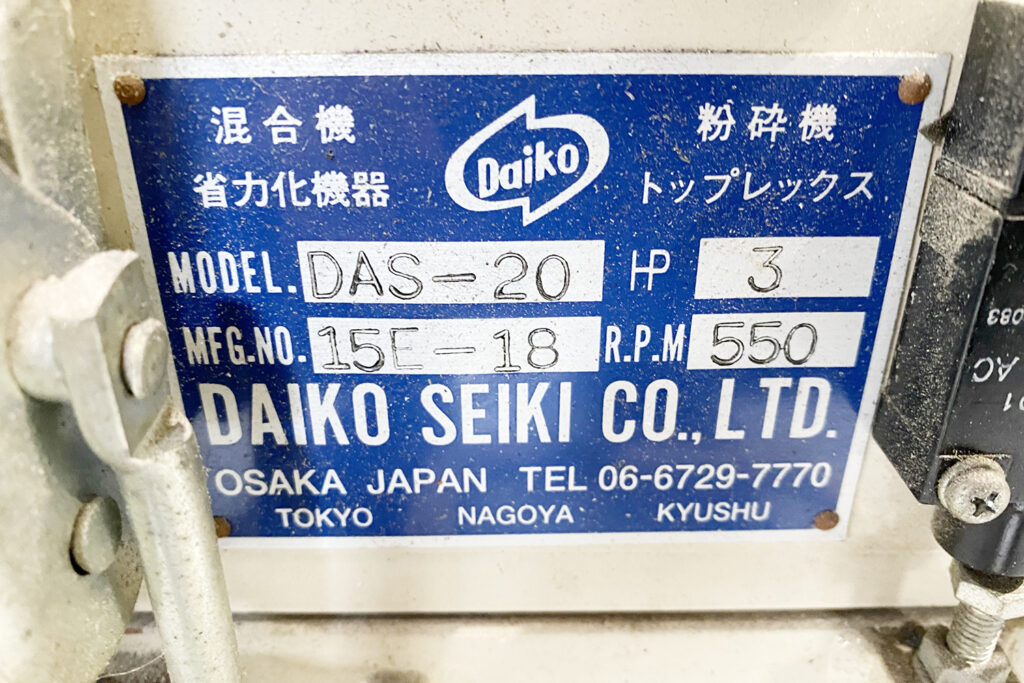 混合機 Daiko 粉砕機
省力化機器 トップレックス
MODEL. DAS-20 HP 3
MFG.NO. 15E-18 R.P.M 550
DAIKO SEIKI CO., LTD.
OSAKA JAPAN TEL 06-6729-7770
TOKYO NAGOYA KYUSHU
083
AC